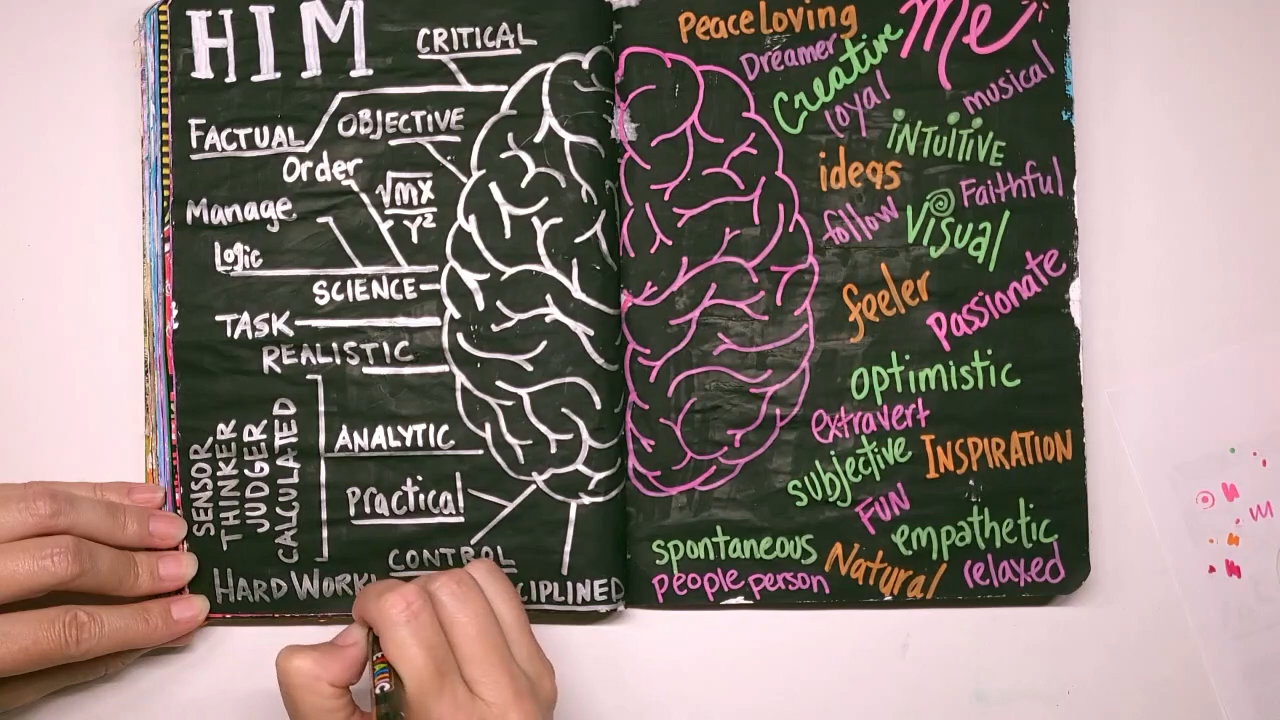 HIM
CRITICAL
FACTUAL
OBJECTIVE
Order
√mx
y²
Manage
Logic
SCIENCE
TASK
REALISTIC
SENSOR
THINKER
JUDGER
CALCULATED
ANALYTIC
Practical
CONTROL
HARD WORK
CIPLINED
Me
Peace Loving
Dreamer
Creative
loyal
musical
iNTUiTiVE
ideas
Faithful
follow
Visual
feeler
Passionate
optimistic
extravert
subjective
INSPIRATION
FUN
empathetic
spontaneous
people person
Natural
relaxed